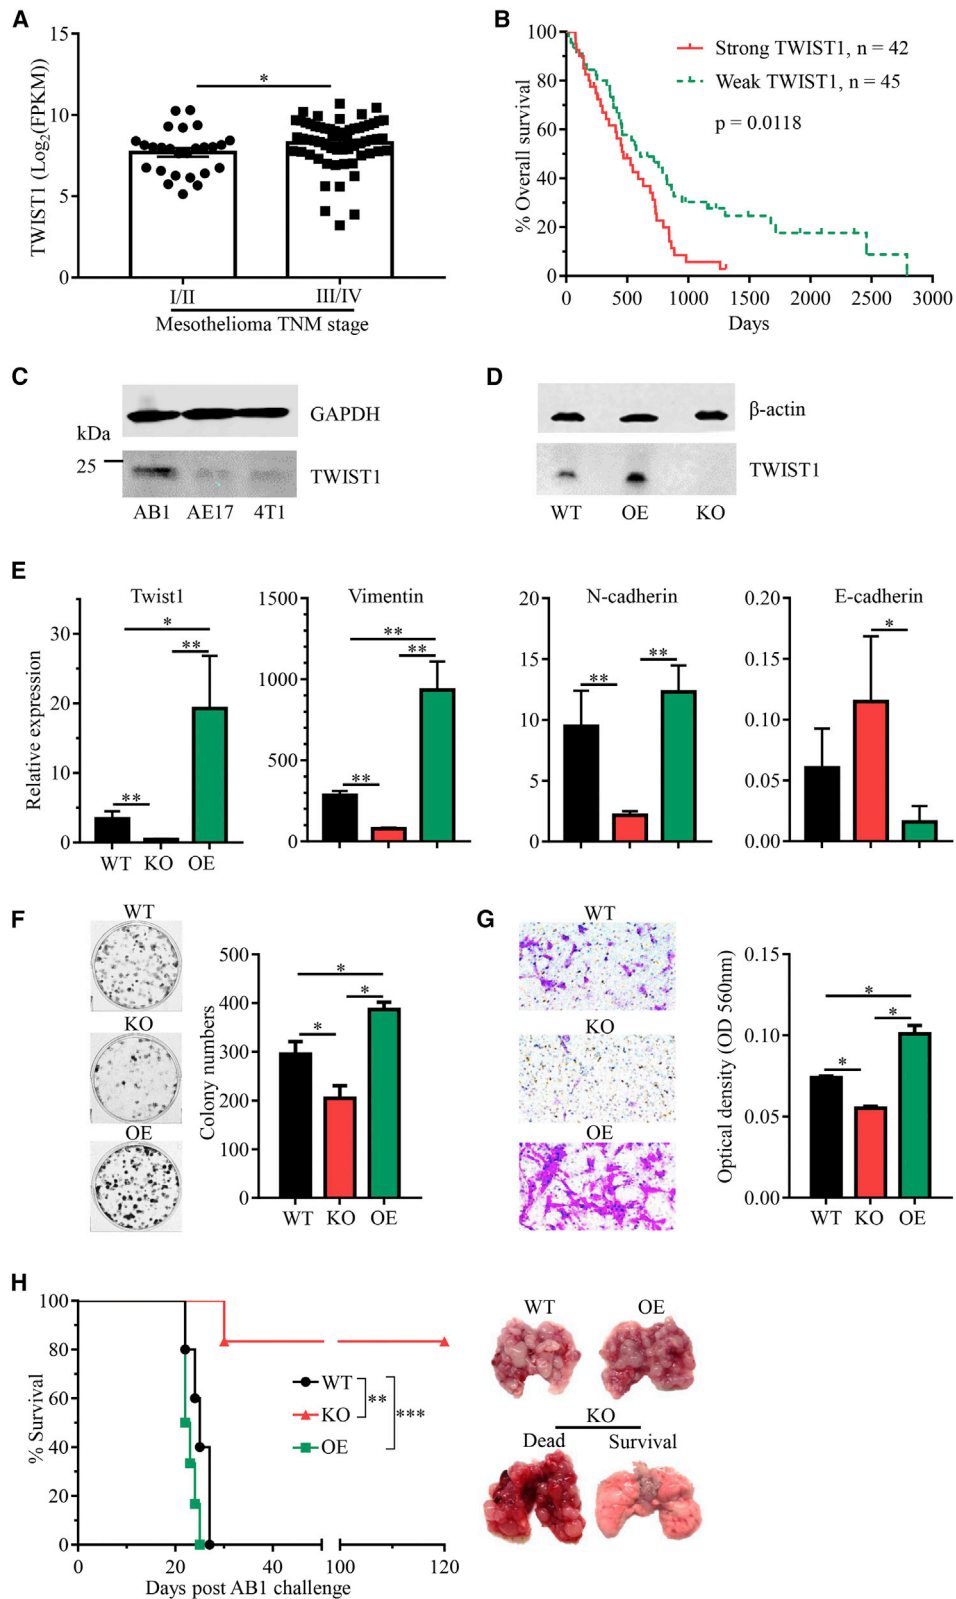 A
15
10
5
0
TWIST1 (Log2(FPKM))
*
I/II
III/IV
Mesothelioma TNM stage
B
100
80
60
40
20
0
% Overall survival
Strong TWIST1, n = 42
Weak TWIST1, n = 45
p = 0.0118
0 500 1000 1500 2000 2500 3000
Days
C
GAPDH
kDa
25
TWIST1
AB1 AE17 4T1
D
β-actin
TWIST1
WT OE KO
E
Relative expression
Twist1
30
20
10
0
*
**
**
WT KO OE
Vimentin
1500
1000
500
0
**
**
**
N-cadherin
20
15
10
5
0
**
**
E-cadherin
0.20
0.15
0.10
0.05
0.00
*
F
WT
KO
OE
Colony numbers
500
400
300
200
100
0
*
*
*
WT KO OE
G
WT
KO
OE
Optical density (OD 560nm)
0.15
0.10
0.05
0.00
*
*
*
WT KO OE
H
% Survival
100
80
60
40
20
0
WT
KO
OE
**
***
0 20 40 100 120
Days post AB1 challenge
WT OE
KO
Dead Survival